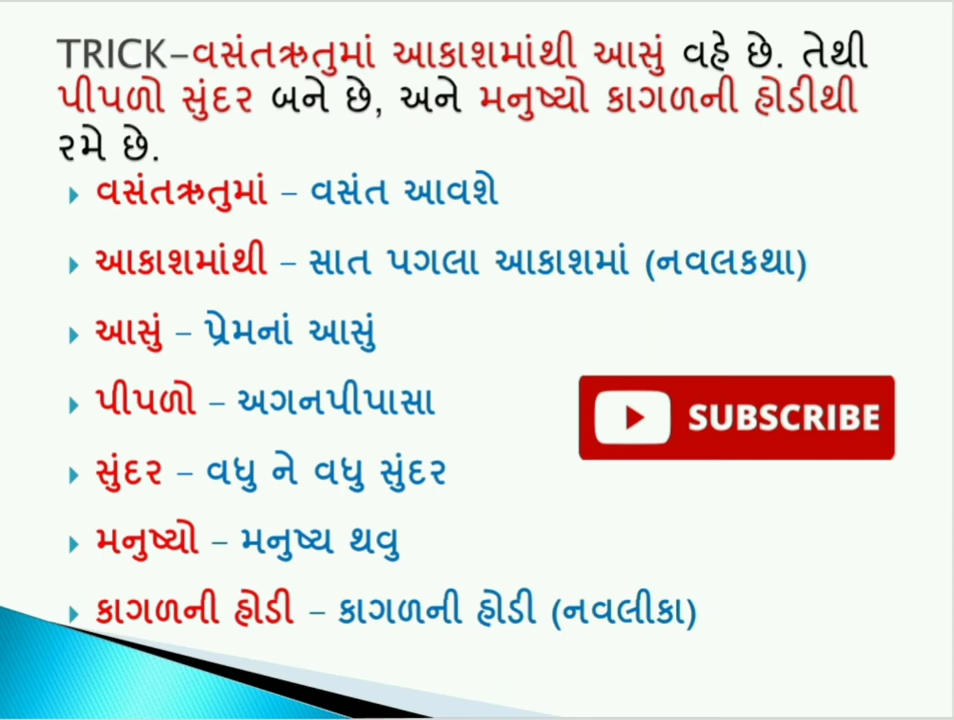 TRICK–વસંતઋતુમાં આકાશમાંથી આસું વહે છે. તેથી
પીપળો સુંદર બને છે, અને મનુષ્યો કાગળની હોડીથી
રમે છે.
વસંતઋતુમાં – વસંત આવશે
આકાશમાંથી – સાત પગલા આકાશમાં (નવલકથા)
આસું – પ્રેમનાં આસું
પીપળો – અગનપીપાસા
SUBSCRIBE
સુંદર – વધુ ને વધુ સુંદર
મનુષ્યો – મનુષ્ય થવુ
કાગળની હોડી – કાગળની હોડી (નવલીકા)